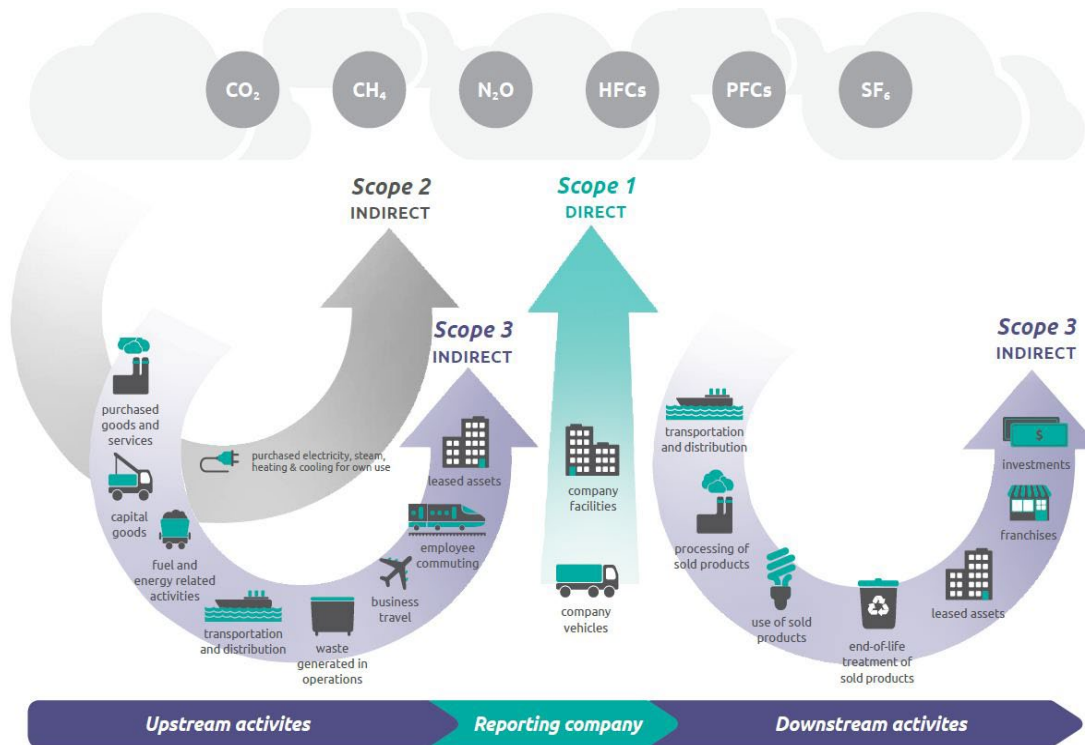 CO₂
CH₄
N₂O
HFCs
PFCs
SF₆
Scope 2
INDIRECT
Scope 1
DIRECT
Scope 3
INDIRECT
Scope 3
INDIRECT
purchased
goods and
services
capital
goods
fuel and
energy related
activities
purchased electricity, steam,
heating & cooling for own use
transportation
and distribution
waste
generated in
operations
business
travel
employee
commuting
leased assets
company
facilities
company
vehicles
transportation
and distribution
processing of
sold products
use of sold
products
end-of-life
treatment of
sold products
leased assets
franchises
investments
$
Upstream activites
Reporting company
Downstream activites